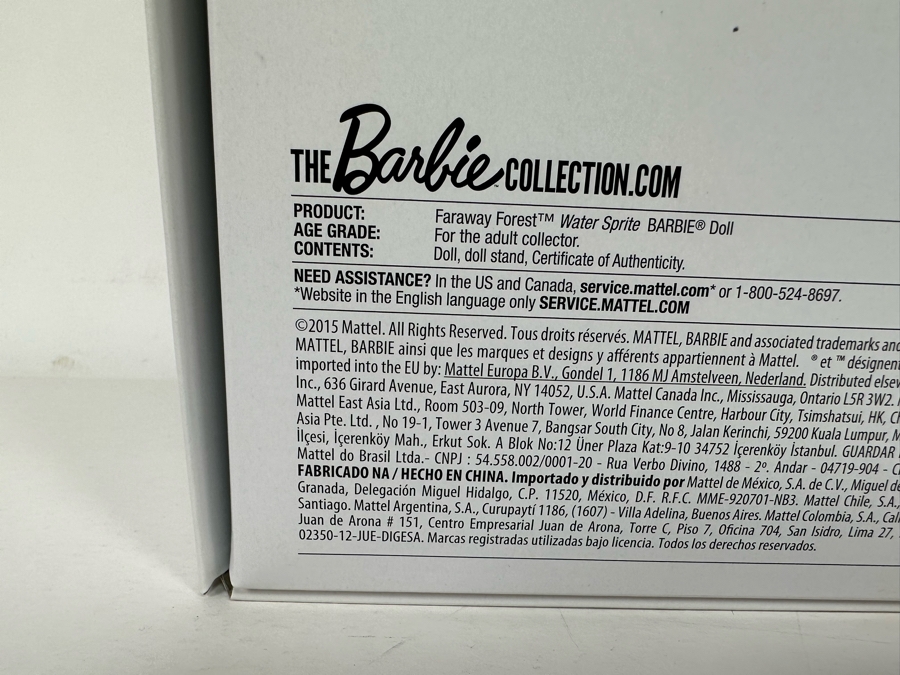 THE Barbie™ COLLECTION.COM
PRODUCT: Faraway Forest™ Water Sprite BARBIE® Doll
AGE GRADE: For the adult collector.
CONTENTS: Doll, doll stand, Certificate of Authenticity.
NEED ASSISTANCE? In the US and Canada, service.mattel.com* or 1-800-524-8697.
*Website in the English language only SERVICE.MATTEL.COM
©2015 Mattel. All Rights Reserved. Tous droits réservés. MATTEL, BARBIE and associated trademarks and
MATTEL, BARBIE ainsi que les marques et designs y afférents appartiennent à Mattel. ® et ™ désignent
imported into the EU by: Mattel Europa B.V., Gondel 1, 1186 MJ Amstelveen, Nederland. Distributed
Inc., 636 Girard Avenue, East Aurora, NY 14052, U.S.A. Mattel Canada Inc., Mississauga, Ontario L5R 3W2.
Mattel East Asia Ltd., Room 503-09, North Tower, World Finance Centre, Harbour City, Tsimshatsui, HK,
Asia Pte. Ltd. , No 19-1, Tower 3 Avenue 7, Bangsar South City, No 8, Jalan Kerinchi, 59200 Kuala Lumpur,
İlçesi, İçerenköy Mah., Erkut Sok. A Blok No:12 Üner Plaza Kat:9-10 34752 İçerenköy İstanbul. GUARDAR
Mattel do Brasil Ltda.- CNPJ : 54.558.002/0001-20 - Rua Verbo Divino, 1488 - 2º. Andar - 04719-904 -
FABRICADO NA / HECHO EN CHINA. Importado y distribuido por Mattel de México, S.A. de C.V., Miguel de
Granada, Delegación Miguel Hidalgo, C.P. 11520, México, D.F. R.F.C. MME-920701-NB3. Mattel Chile, S.A.,
Santiago. Mattel Argentina, S.A., Curupaytí 1186, (1607) - Villa Adelina, Buenos Aires. Mattel Colombia, S.A.,
Juan de Arona # 151, Centro Empresarial Juan de Arona, Torre C, Piso 7, Oficina 704, San Isidro, Lima 27,
02350-12-JUE-DIGESA. Marcas registradas utilizadas bajo licencia. Todos los derechos reservados.